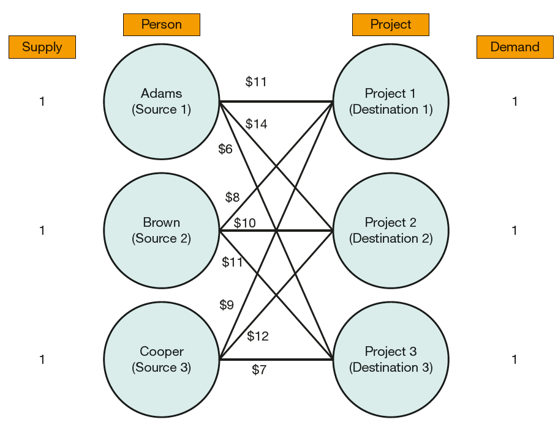 Person
Project
Supply
Demand
Adams
(Source 1)
Project 1
(Destination 1)
1
1
$11
$14
$6
Brown
(Source 2)
Project 2
(Destination 2)
1
1
$8
$10
$11
Cooper
(Source 3)
Project 3
(Destination 3)
1
1
$9
$12
$7